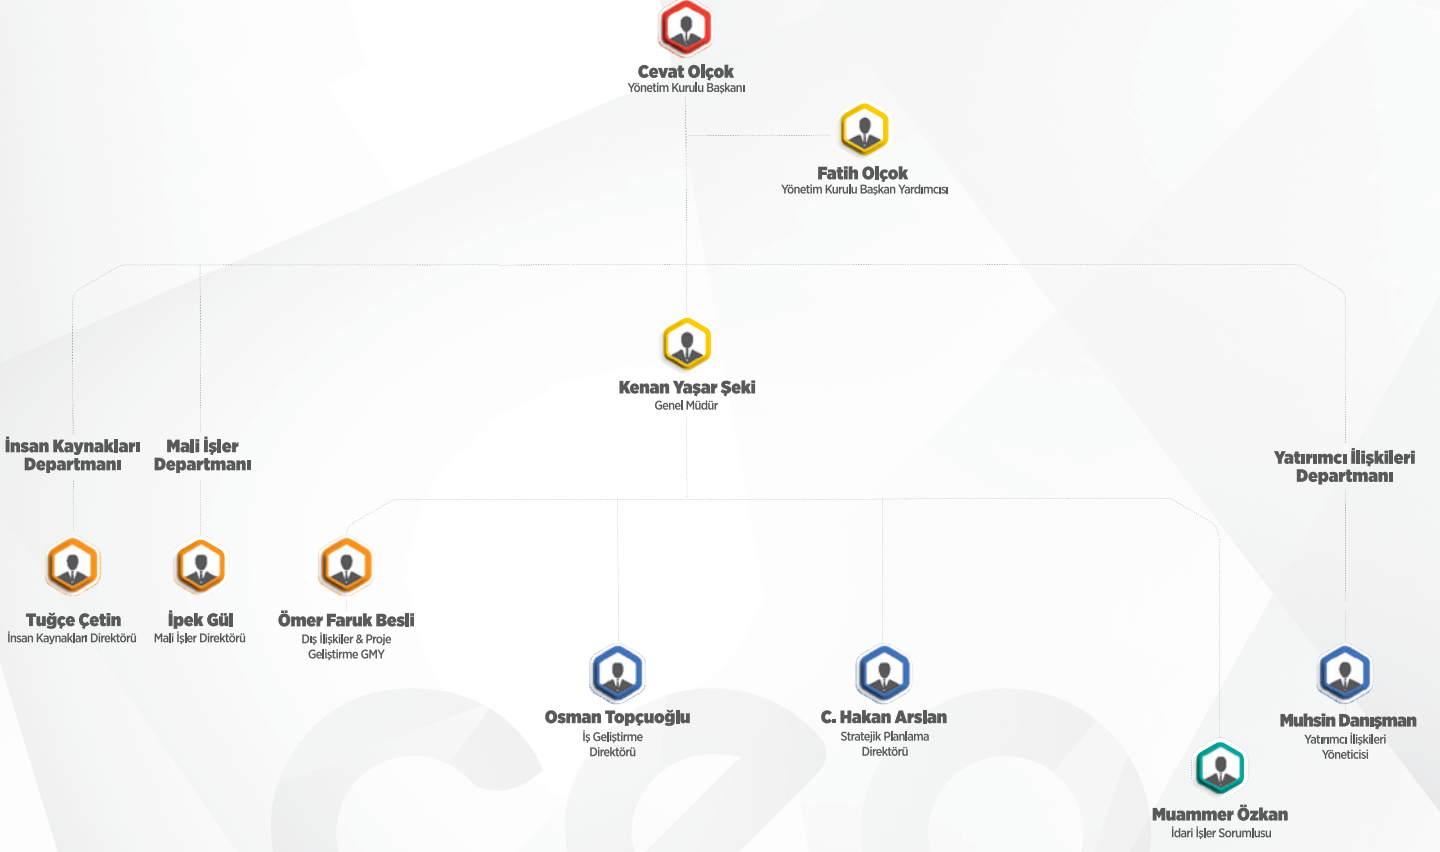 Cevat Olçok
Yönetim Kurulu Başkanı
Fatih Olçok
Yönetim Kurulu Başkan Yardımcısı
Kenan Yaşar Şeki
Genel Müdür
İnsan Kaynakları
Departmanı
Mali İşler
Departmanı
Yatırımcı İlişkileri
Departmanı
Tuğçe Çetin
İnsan Kaynakları Direktörü
İpek Gül
Mali İşler Direktörü
Ömer Faruk Besli
Dış İlişkiler & Proje
Geliştirme GMY
Osman Topçuoğlu
İş Geliştirme
Direktörü
C. Hakan Arslan
Stratejik Planlama
Direktörü
Muhsin Danışman
Yatırımcı İlişkileri
Yöneticisi
Muammer Özkan
İdari İşler Sorumlusu